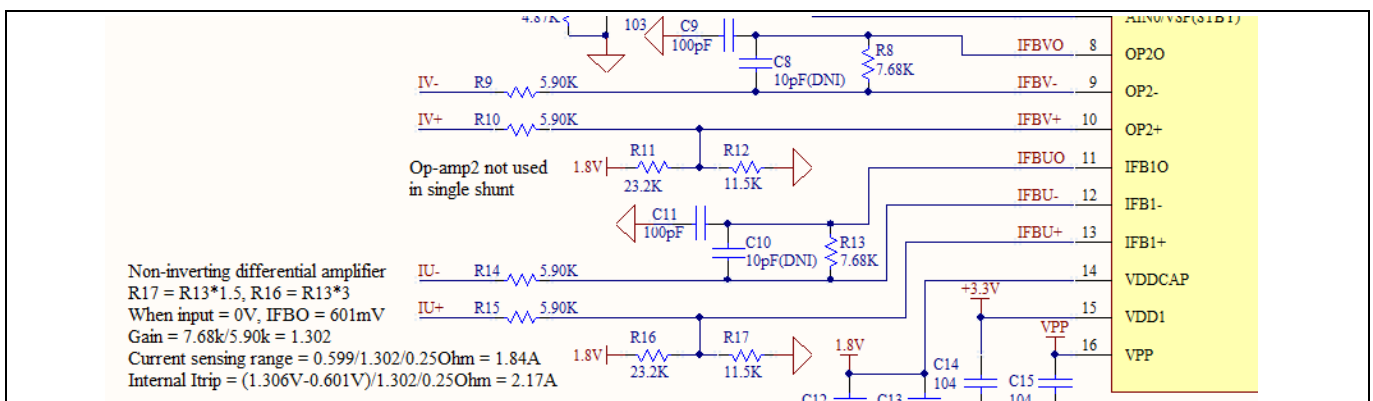 4.87K
103
C9
100pF
C8
10pF(DNI)
R8
7.68K
IFBVO 8 OP2O
IV- R9 5.90K IFBV- 9 OP2-
IV+ R10 5.90K IFBV+ 10 OP2+
Op-amp2 not used
in single shunt
1.8V
R11
23.2K
R12
11.5K
IFBUO 11 IFB1O
IFBU- 12 IFB1-
C11
100pF
C10
10pF(DNI)
R13
7.68K
IFBU+ 13 IFB1+
Non-inverting differential amplifier
R17 = R13*1.5, R16 = R13*3
When input = 0V, IFBO = 601mV
Gain = 7.68k/5.90k = 1.302
Current sensing range = 0.599/1.302/0.25Ohm = 1.84A
Internal Itrip = (1.306V-0.601V)/1.302/0.25Ohm = 2.17A
IU- R14 5.90K
14 VDDCAP
IU+ R15 5.90K
+3.3V
15 VDD1
1.8V
R16
23.2K
R17
11.5K
1.8V
VPP
16 VPP
C14
104
C15
104
C12
C13